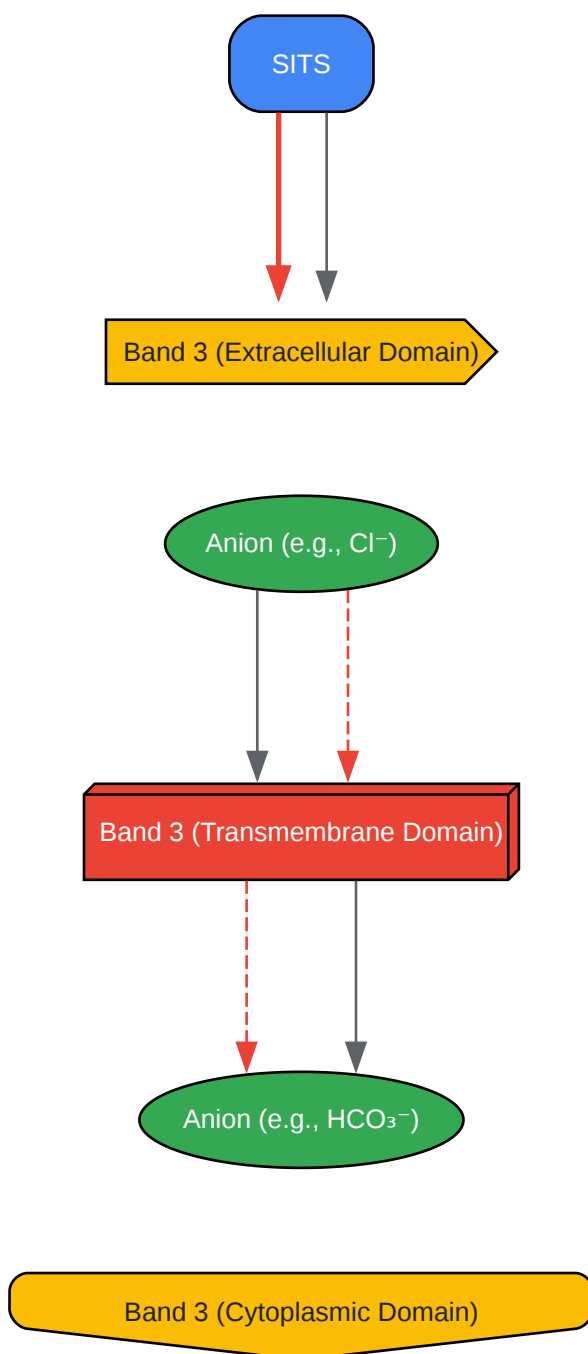 SITS
Band 3 (Extracellular Domain)
Anion (e.g., Cl⁻)
Band 3 (Transmembrane Domain)
Anion (e.g., HCO₃⁻)
Band 3 (Cytoplasmic Domain)